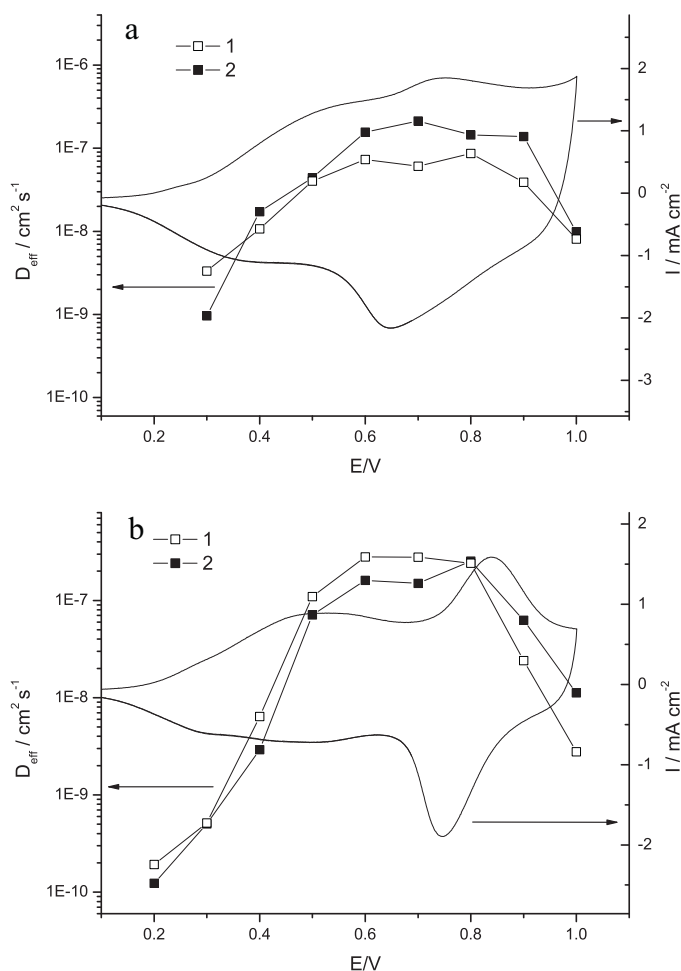 a
1
2
1E-6
1E-7
1E-8
1E-9
1E-10
D_eff / cm² s⁻¹
2
1
0
-1
-2
-3
I / mA cm⁻²
0.2 0.4 0.6 0.8 1.0
E/V
b
1
2
1E-7
1E-8
1E-9
1E-10
D_eff / cm² s⁻¹
2
1
0
-1
-2
I / mA cm⁻²
0.2 0.4 0.6 0.8 1.0
E/V